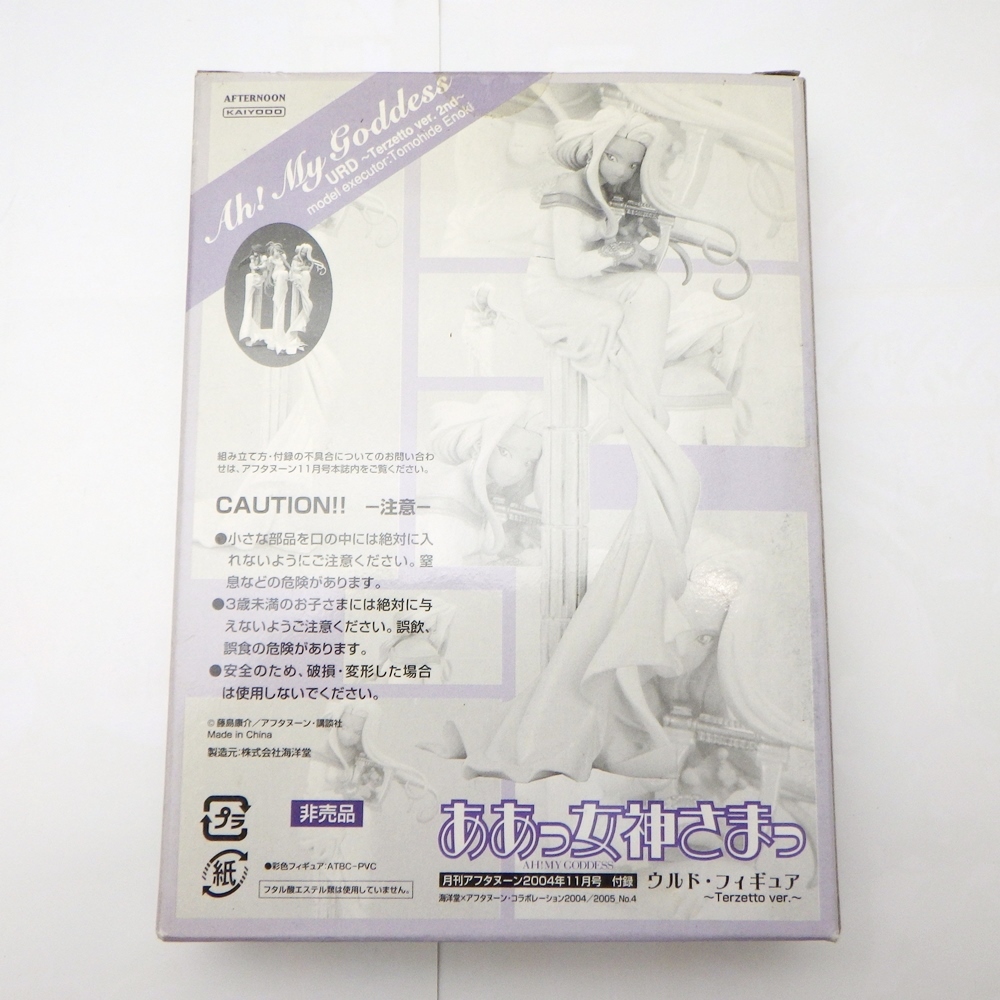 AFTERNOON
KAIYODO
Ah! My Goddess
URD ~Terzetto ver. 2nd~
model executor:Tomohide Enoki
組み立て方・付録の不具合についてのお問い合わ
せは、アフタヌーン11月号本誌内をご覧ください。
CAUTION!! ー注意ー
●小さな部品を口の中には絶対に入
れないようにご注意ください。窒
息などの危険があります。
●3歳未満のお子さまには絶対に与
えないようご注意ください。誤飲、
誤食の危険があります。
●安全のため、破損・変形した場合
は使用しないでください。
©藤島康介/アフタヌーン・講談社
Made in China
製造元:株式会社海洋堂
プラ
非売品
紙
●彩色フィギュア:ATBC-PVC
フタル酸エステル類は使用していません。
ああっ女神さまっ
AH! MY GODDESS
月刊アフタヌーン2004年11月号 付録
ウルド・フィギュア
~Terzetto ver.~
海洋堂×アフタヌーン・コラボレーション2004/2005_No.4